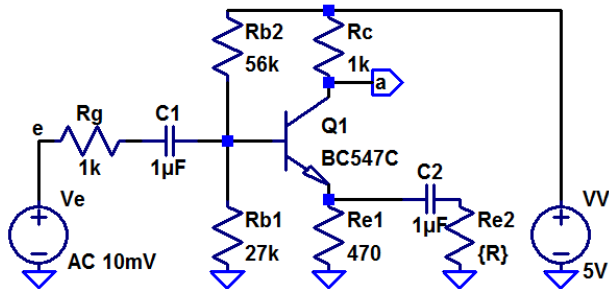 Rb2
56k
Rc
1k
a
e
Rg
1k
C1
1µF
Q1
BC547C
C2
1µF
Ve
AC 10mV
Rb1
27k
Re1
470
Re2
{R}
VV
5V